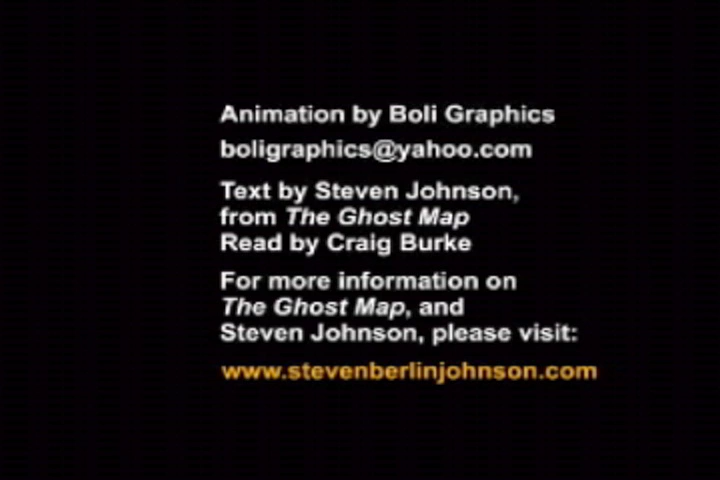 Animation by Boli Graphics
boligraphics@yahoo.com
Text by Steven Johnson,
from The Ghost Map
Read by Craig Burke
For more information on
The Ghost Map, and
Steven Johnson, please visit:
www.stevenberlinjohnson.com